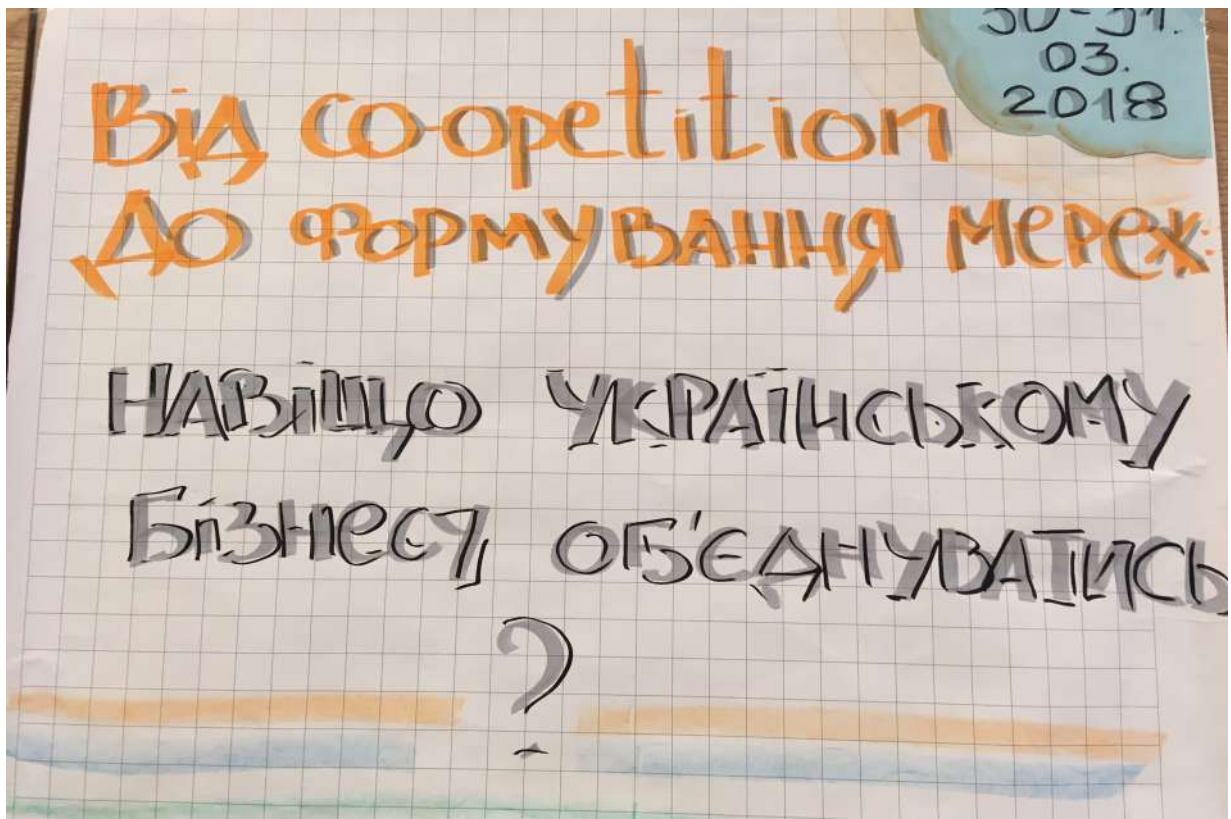 30-31.
03.
2018
Від co-opetition
до формування мереж:
Навіщо українському
бізнесу об'єднуватись
?